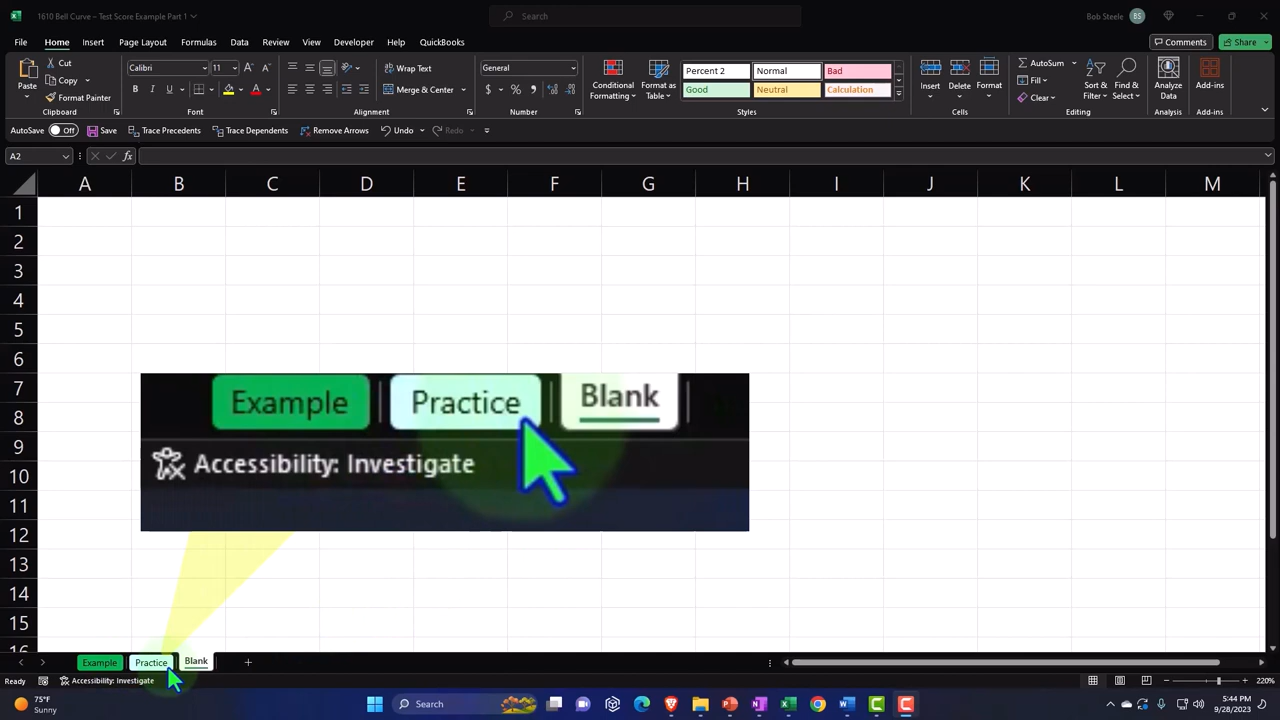 1610 Bell Curve – Test Score Example Part 1
Search
Bob Steele BS
File Home Insert Page Layout Formulas Data Review View Developer Help QuickBooks
Comments Share
Paste
Cut
Copy
Format Painter
Clipboard
Calibri 11
B I U
Font
Wrap Text
Merge & Center
Alignment
General
$ % 9
Number
Conditional
Formatting
Format as
Table
Percent 2 Normal Bad
Good Neutral Calculation
Styles
Insert Delete Format
Cells
AutoSum
Fill
Clear
Sort &
Filter
Find &
Select
Editing
Analyze
Data
Analysis
Add-ins
Add-ins
AutoSave Off Save Trace Precedents Trace Dependents Remove Arrows Undo Redo
A2 fx
A B C D E F G H I J K L M
1
2
3
4
5
6
7
8
9
10
11
12
13
14
15
16
Example Practice Blank
Accessibility: Investigate
Example Practice Blank +
Ready Accessibility: Investigate 220%
75°F
Sunny
Search
5:44 PM
9/28/2023